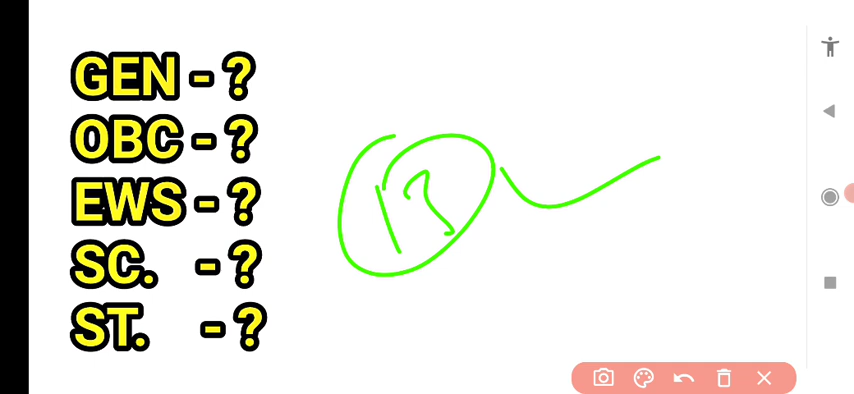 GEN - ?
OBC - ?
EWS - ?
SC. - ?
ST. - ?